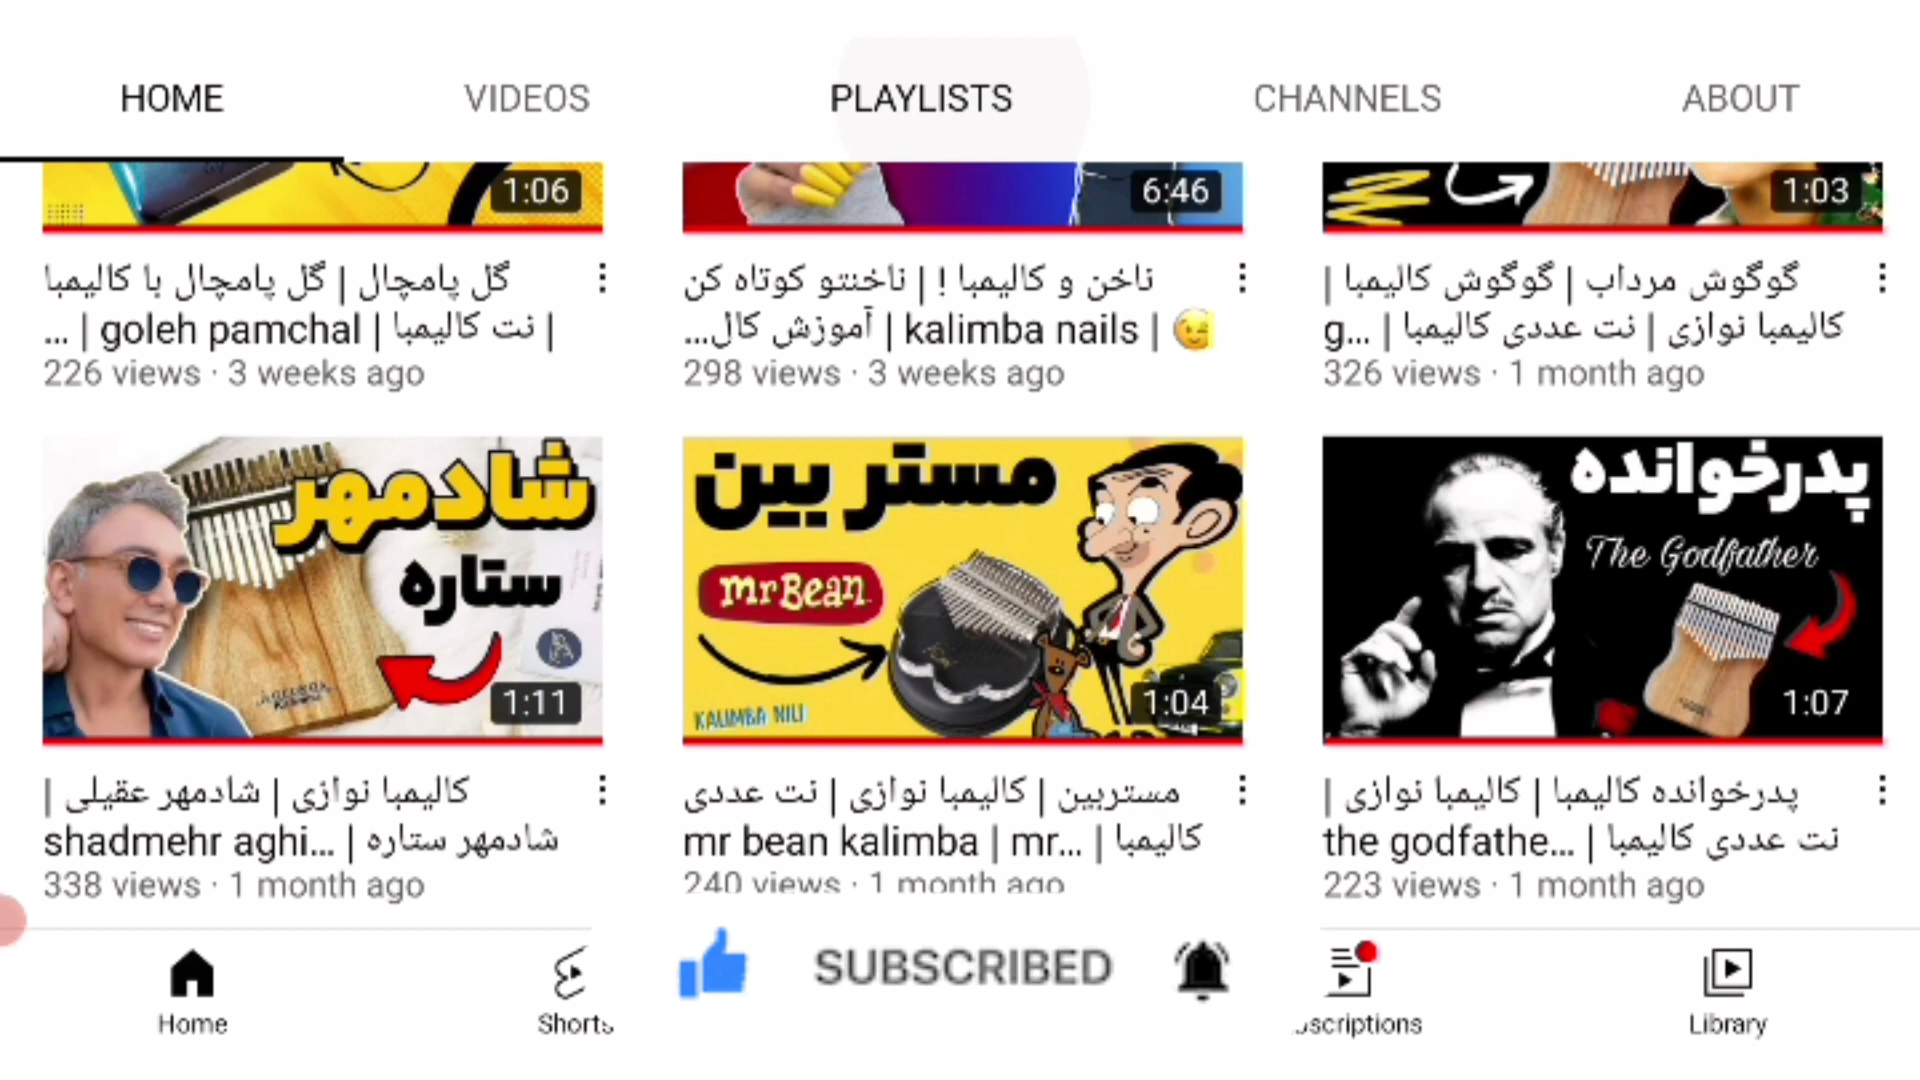 HOME VIDEOS PLAYLISTS CHANNELS ABOUT
1:06
6:46
1:03
گل پامچال | گل پامچال با کالیمبا
| نت کالیمبا | goleh pamchal | ...
226 views · 3 weeks ago
ناخن و کالیمبا ! | ناخنتو کوتاه کن
😉 | kalimba nails | آموزش کال...
298 views · 3 weeks ago
گوگوش مرداب | گوگوش کالیمبا |
کالیمبا نوازی | نت عددی کالیمبا | g...
326 views · 1 month ago
شادمهر
ستاره
1:11
مستر بین
mr Bean
KALIMBA NILI
1:04
پدرخوانده
The Godfather
1:07
کالیمبا نوازی | شادمهر عقیلی |
شادمهر ستاره | shadmehr aghi...
338 views · 1 month ago
مستربین | کالیمبا نوازی | نت عددی
کالیمبا | mr bean kalimba | mr...
240 views · 1 month ago
پدرخوانده کالیمبا | کالیمبا نوازی |
نت عددی کالیمبا | the godfathe...
223 views · 1 month ago
SUBSCRIBED
Home
Shorts
scriptions
Library